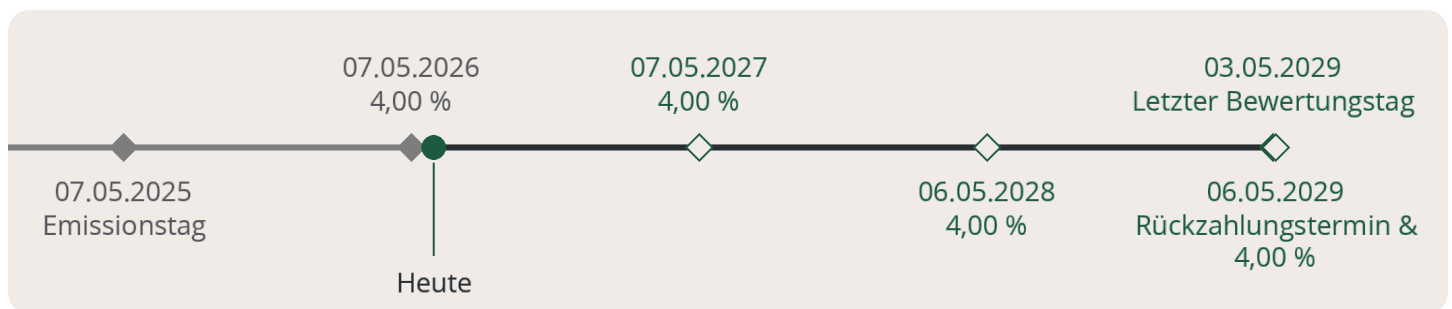 07.05.2026
4,00 %
07.05.2027
4,00 %
03.05.2029
Letzter Bewertungstag
07.05.2025
Emissionstag
06.05.2028
4,00 %
06.05.2029
Rückzahlungstermin &
4,00 %
Heute